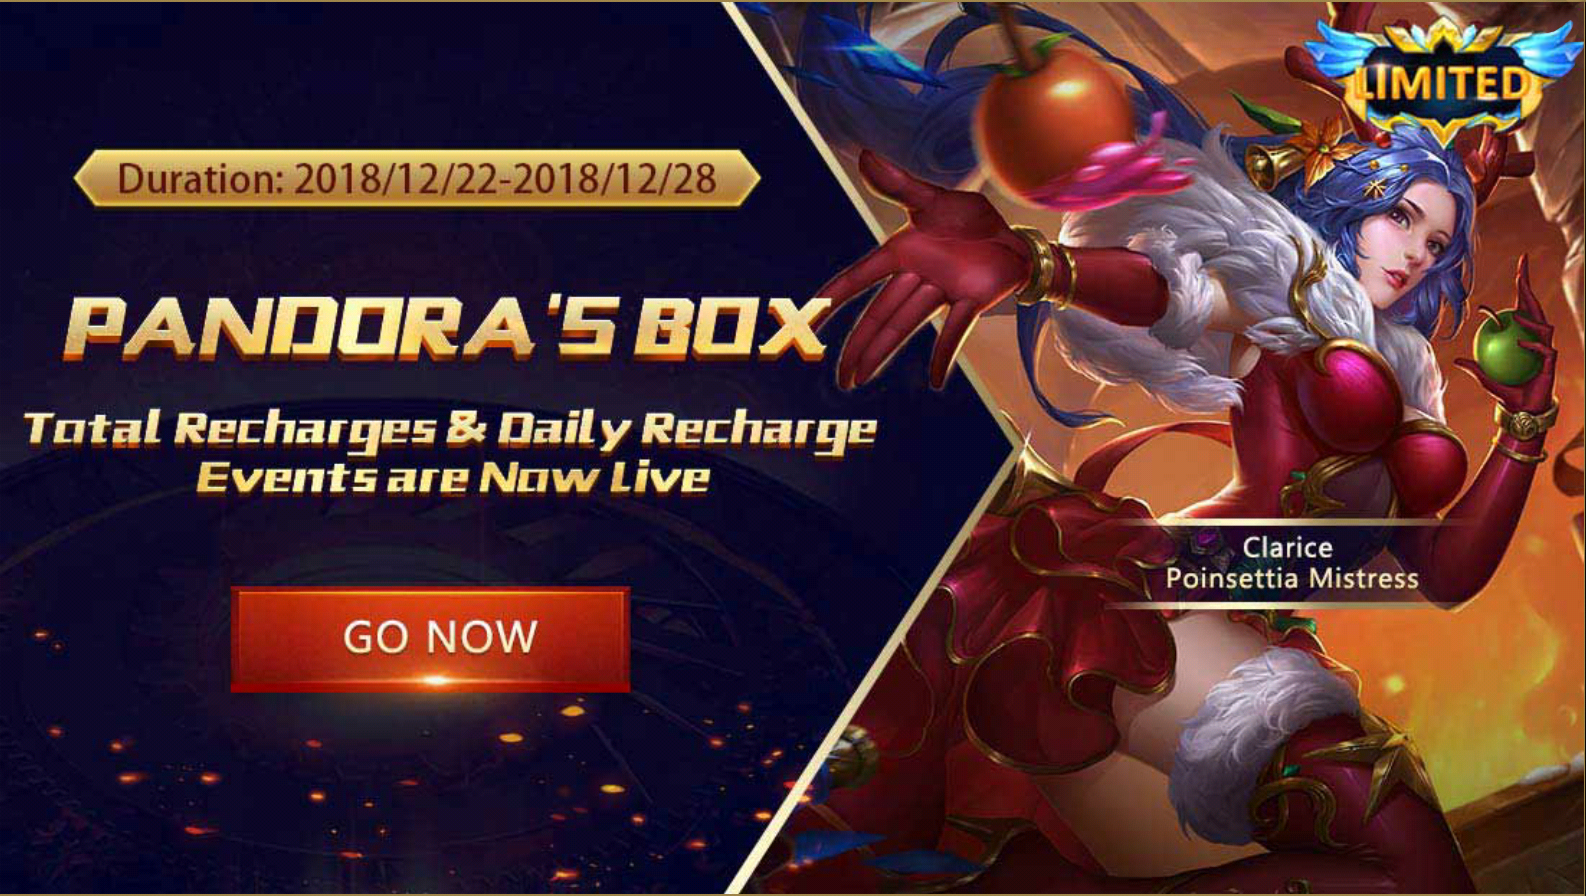 LIMITED
Duration: 2018/12/22-2018/12/28
PANDORA'S BOX
Total Recharges & Daily Recharge
Events are Now Live
GO NOW
Clarice
Poinsettia Mistress